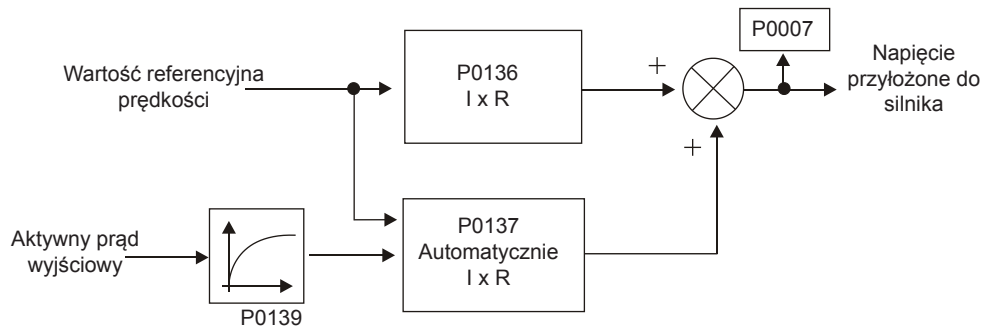 P0007
Wartość referencyjna
prędkości
P0136
I x R
+
Napięcie
przyłożone do
silnika
+
Aktywny prąd
wyjściowy
P0139
P0137
Automatycznie
I x R